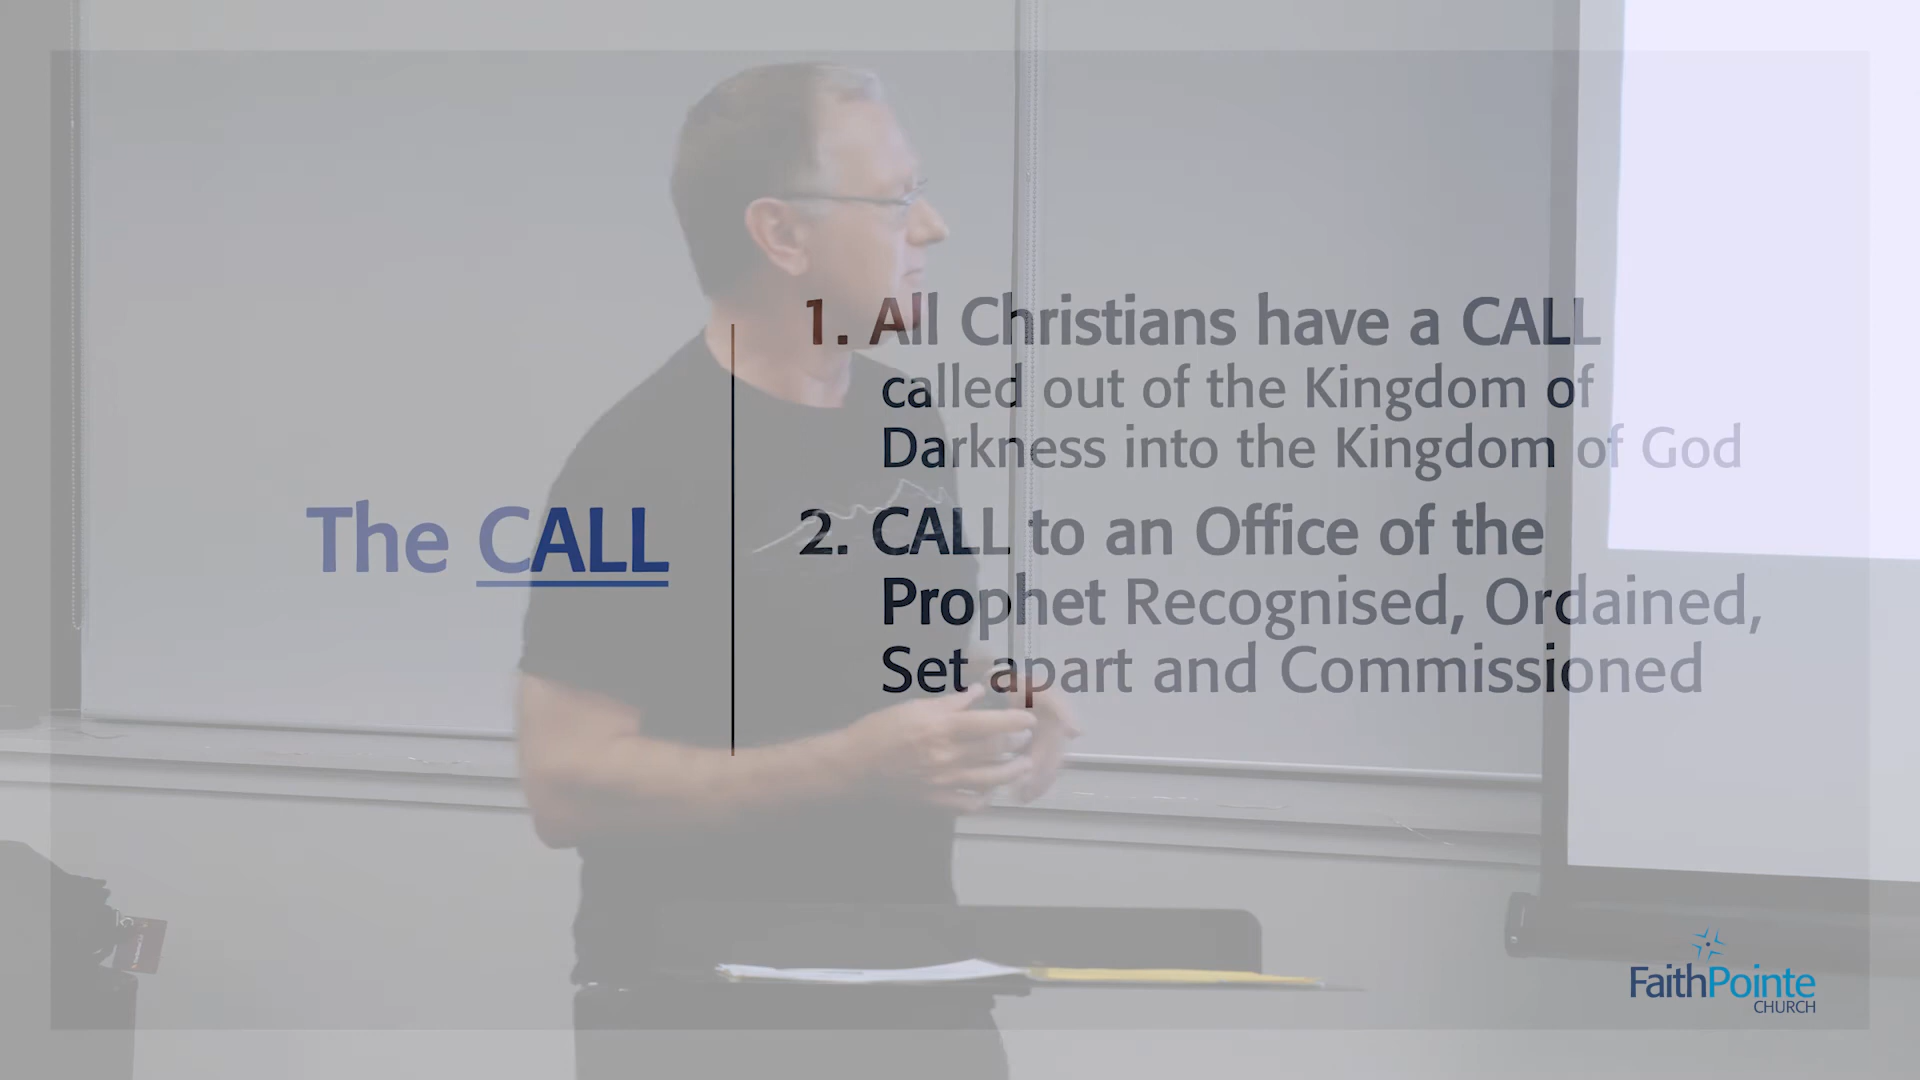 The CALL
1. All Christians have a CALL
called out of the Kingdom of
Darkness into the Kingdom of God
2. CALL to an Office of the
Prophet Recognised, Ordained,
Set apart and Commissioned
FaithPointe
CHURCH